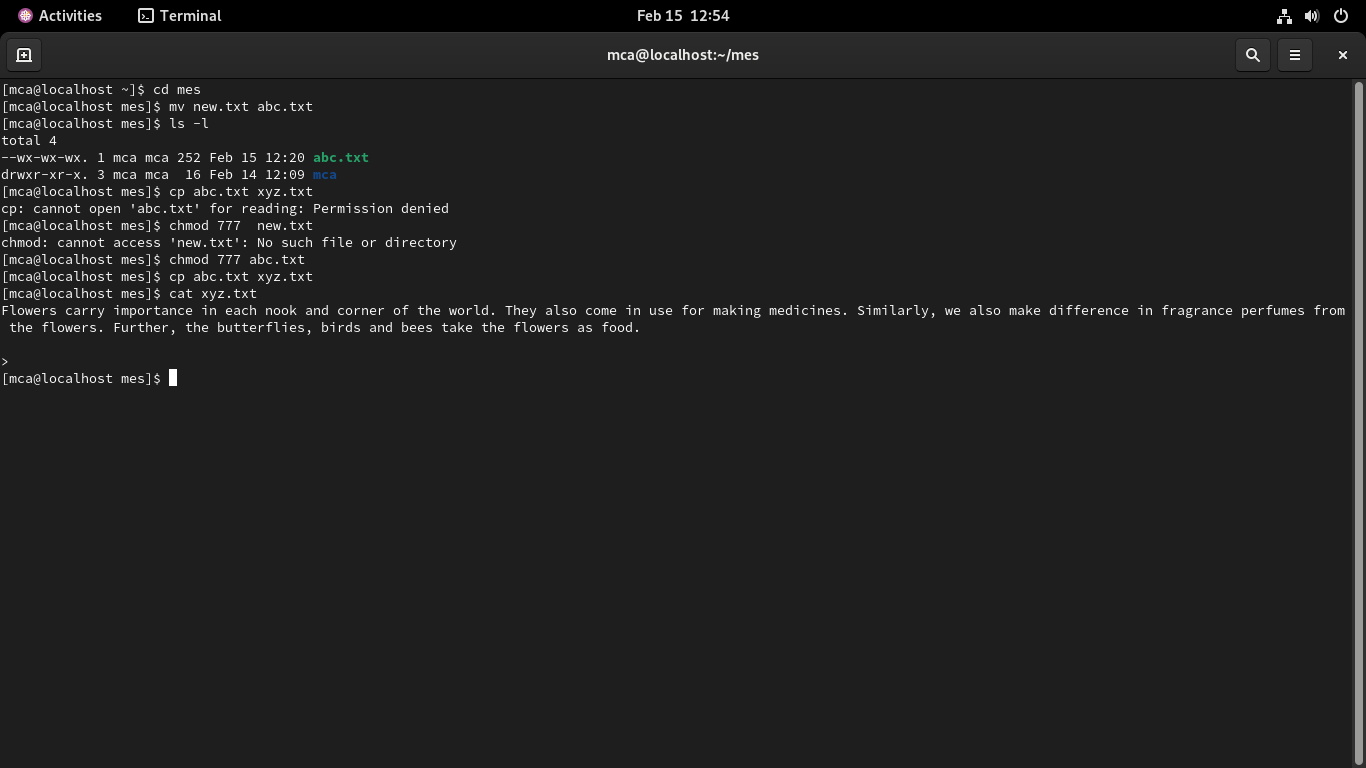 Activities Terminal Feb 15 12:54
mca@localhost:~/mes
[mca@localhost ~]$ cd mes
[mca@localhost mes]$ mv new.txt abc.txt
[mca@localhost mes]$ ls -l
total 4
--wx-wx-wx. 1 mca mca 252 Feb 15 12:20 abc.txt
drwxr-xr-x. 3 mca mca  16 Feb 14 12:09 mca
[mca@localhost mes]$ cp abc.txt xyz.txt
cp: cannot open 'abc.txt' for reading: Permission denied
[mca@localhost mes]$ chmod 777  new.txt
chmod: cannot access 'new.txt': No such file or directory
[mca@localhost mes]$ chmod 777 abc.txt
[mca@localhost mes]$ cp abc.txt xyz.txt
[mca@localhost mes]$ cat xyz.txt
Flowers carry importance in each nook and corner of the world. They also come in use for making medicines. Similarly, we also make difference in fragrance perfumes from
 the flowers. Further, the butterflies, birds and bees take the flowers as food.
>
[mca@localhost mes]$